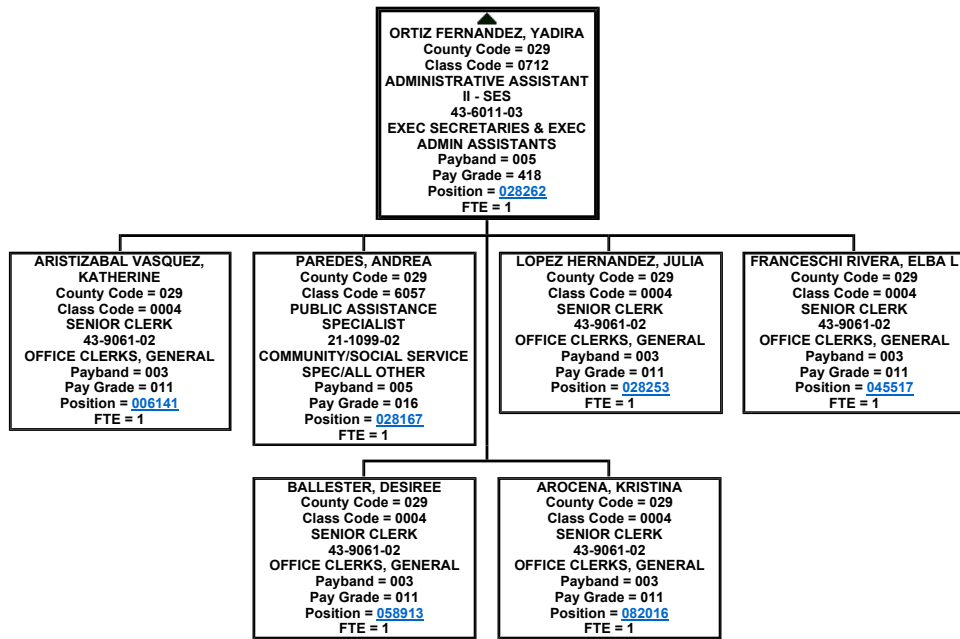 ORTIZ FERNANDEZ, YADIRA
County Code = 029
Class Code = 0712
ADMINISTRATIVE ASSISTANT
II - SES
43-6011-03
EXEC SECRETARIES & EXEC
ADMIN ASSISTANTS
Payband = 005
Pay Grade = 418
Position = 028262
FTE = 1
ARISTIZABAL VASQUEZ,
KATHERINE
County Code = 029
Class Code = 0004
SENIOR CLERK
43-9061-02
OFFICE CLERKS, GENERAL
Payband = 003
Pay Grade = 011
Position = 006141
FTE = 1
PAREDES, ANDREA
County Code = 029
Class Code = 6057
PUBLIC ASSISTANCE
SPECIALIST
21-1099-02
COMMUNITY/SOCIAL SERVICE
SPEC/ALL OTHER
Payband = 005
Pay Grade = 016
Position = 028167
FTE = 1
LOPEZ HERNANDEZ, JULIA
County Code = 029
Class Code = 0004
SENIOR CLERK
43-9061-02
OFFICE CLERKS, GENERAL
Payband = 003
Pay Grade = 011
Position = 028253
FTE = 1
FRANCESCHI RIVERA, ELBA L
County Code = 029
Class Code = 0004
SENIOR CLERK
43-9061-02
OFFICE CLERKS, GENERAL
Payband = 003
Pay Grade = 011
Position = 045517
FTE = 1
BALLESTER, DESIREE
County Code = 029
Class Code = 0004
SENIOR CLERK
43-9061-02
OFFICE CLERKS, GENERAL
Payband = 003
Pay Grade = 011
Position = 058913
FTE = 1
AROCENA, KRISTINA
County Code = 029
Class Code = 0004
SENIOR CLERK
43-9061-02
OFFICE CLERKS, GENERAL
Payband = 003
Pay Grade = 011
Position = 082016
FTE = 1